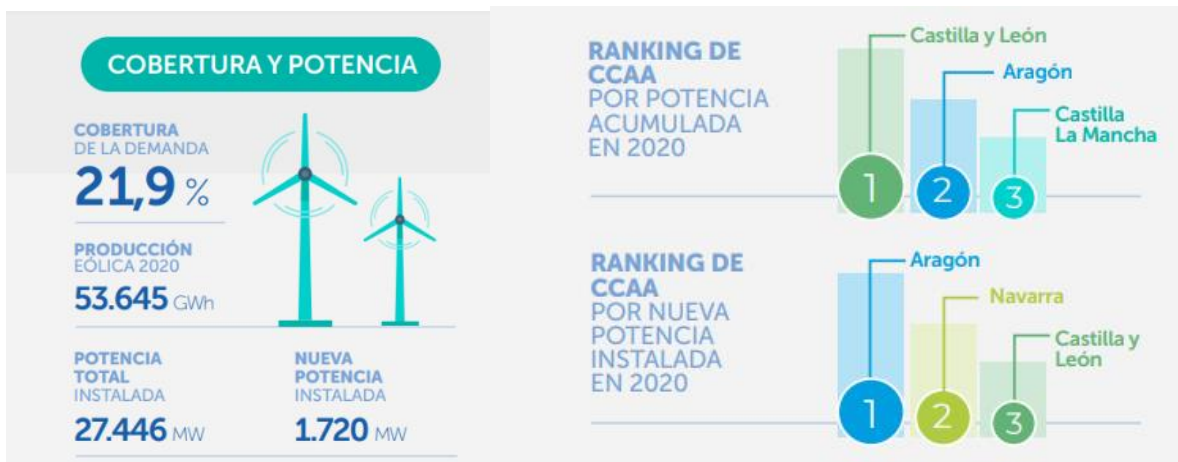 COBERTURA Y POTENCIA
COBERTURA
DE LA DEMANDA
21,9 %
PRODUCCIÓN
EÓLICA 2020
53.645 GWh
POTENCIA
TOTAL
INSTALADA
27.446 MW
NUEVA
POTENCIA
INSTALADA
1.720 MW
RANKING DE
CCAA
POR POTENCIA
ACUMULADA
EN 2020
Castilla y León
Aragón
Castilla
La Mancha
1
2
3
RANKING DE
CCAA
POR NUEVA
POTENCIA
INSTALADA
EN 2020
Aragón
Navarra
Castilla y
León
1
2
3